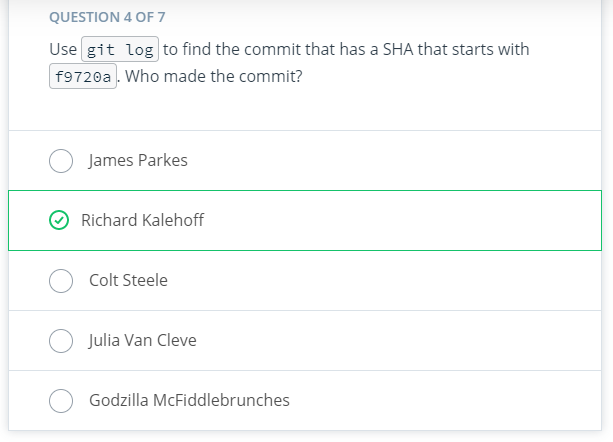 QUESTION 4 OF 7
Use git log to find the commit that has a SHA that starts with
f9720a. Who made the commit?
James Parkes
Richard Kalehoff
Colt Steele
Julia Van Cleve
Godzilla McFiddlebrunches